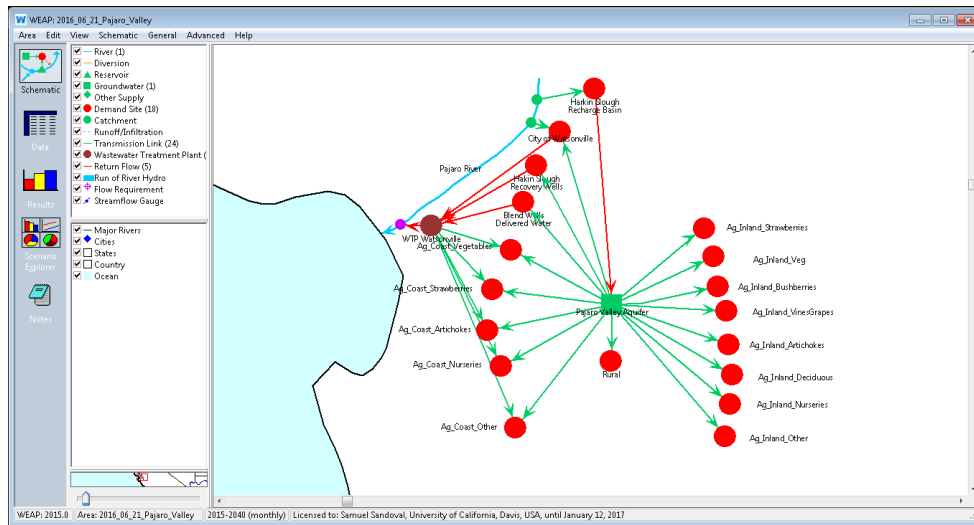 WEAP: 2016_06_21_Pajaro_Valley
Area Edit View Schematic General Advanced Help
Schematic
Data
Results
Scenario
Explorer
Notes
River (1)
Diversion
Reservoir
Groundwater (1)
Other Supply
Demand Site (18)
Catchment
Runoff/Infiltration
Transmission Link (24)
Wastewater Treatment Plant (
Return Flow (5)
Run of River Hydro
Flow Requirement
Streamflow Gauge
Major Rivers
Cities
States
Country
Ocean
Harkin Slough
Recharge Basin
City of Watsonville
Pajaro River
Hakin Slough
Recovery Wells
Blend Wells
Delivered Water
WTP Watsonville
Ag_Coast_Vegetables
Ag_Coast_Strawberries
Ag_Coast_Artichokes
Ag_Coast_Nurseries
Ag_Coast_Other
Pajaro Valley Aquifer
Rural
Ag_Inland_Strawberries
Ag_Inland_Veg
Ag_Inland_Bushberries
Ag_Inland_VinesGrapes
Ag_Inland_Artichokes
Ag_Inland_Deciduous
Ag_Inland_Nurseries
Ag_Inland_Other
WEAP: 2015.0 Area: 2016_06_21_Pajaro_Valley 2015-2040 (monthly) Licensed to: Samuel Sandoval, University of California, Davis, USA, until January 12, 2017